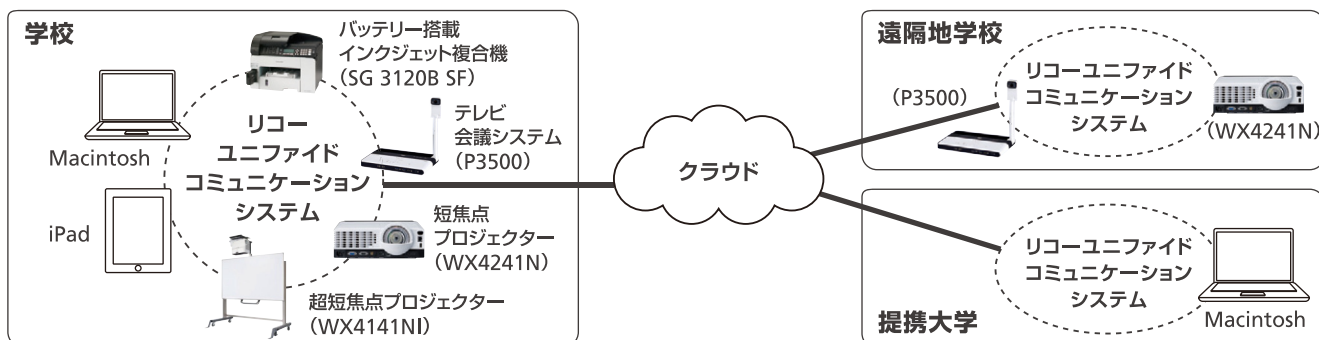 学校
バッテリー搭載
インクジェット複合機
(SG 3120B SF)
Macintosh
リコー
ユニファイド
コミュニケーション
システム
テレビ
会議システム
(P3500)
iPad
短焦点
プロジェクター
(WX4241N)
超短焦点プロジェクター
(WX4141NI)
クラウド
遠隔地学校
(P3500)
リコーユニファイド
コミュニケーション
システム
(WX4241N)
リコーユニファイド
コミュニケーション
システム
Macintosh
提携大学